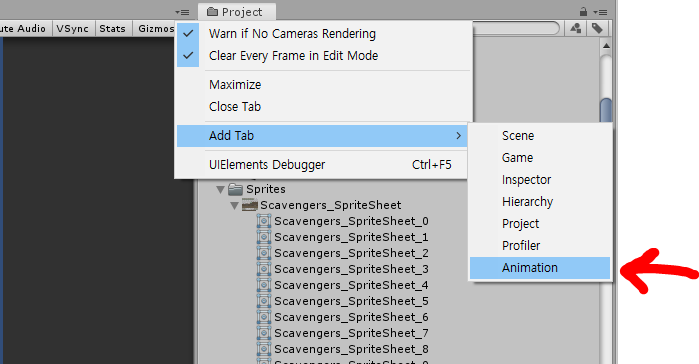 Project
ute Audio VSync Stats Gizmos
Warn if No Cameras Rendering
Clear Every Frame in Edit Mode
Maximize
Close Tab
Add Tab
UIElements Debugger Ctrl+F5
Scene
Game
Inspector
Hierarchy
Project
Profiler
Animation
Sprites
Scavengers_SpriteSheet
Scavengers_SpriteSheet_0
Scavengers_SpriteSheet_1
Scavengers_SpriteSheet_2
Scavengers_SpriteSheet_3
Scavengers_SpriteSheet_4
Scavengers_SpriteSheet_5
Scavengers_SpriteSheet_6
Scavengers_SpriteSheet_7
Scavengers_SpriteSheet_8